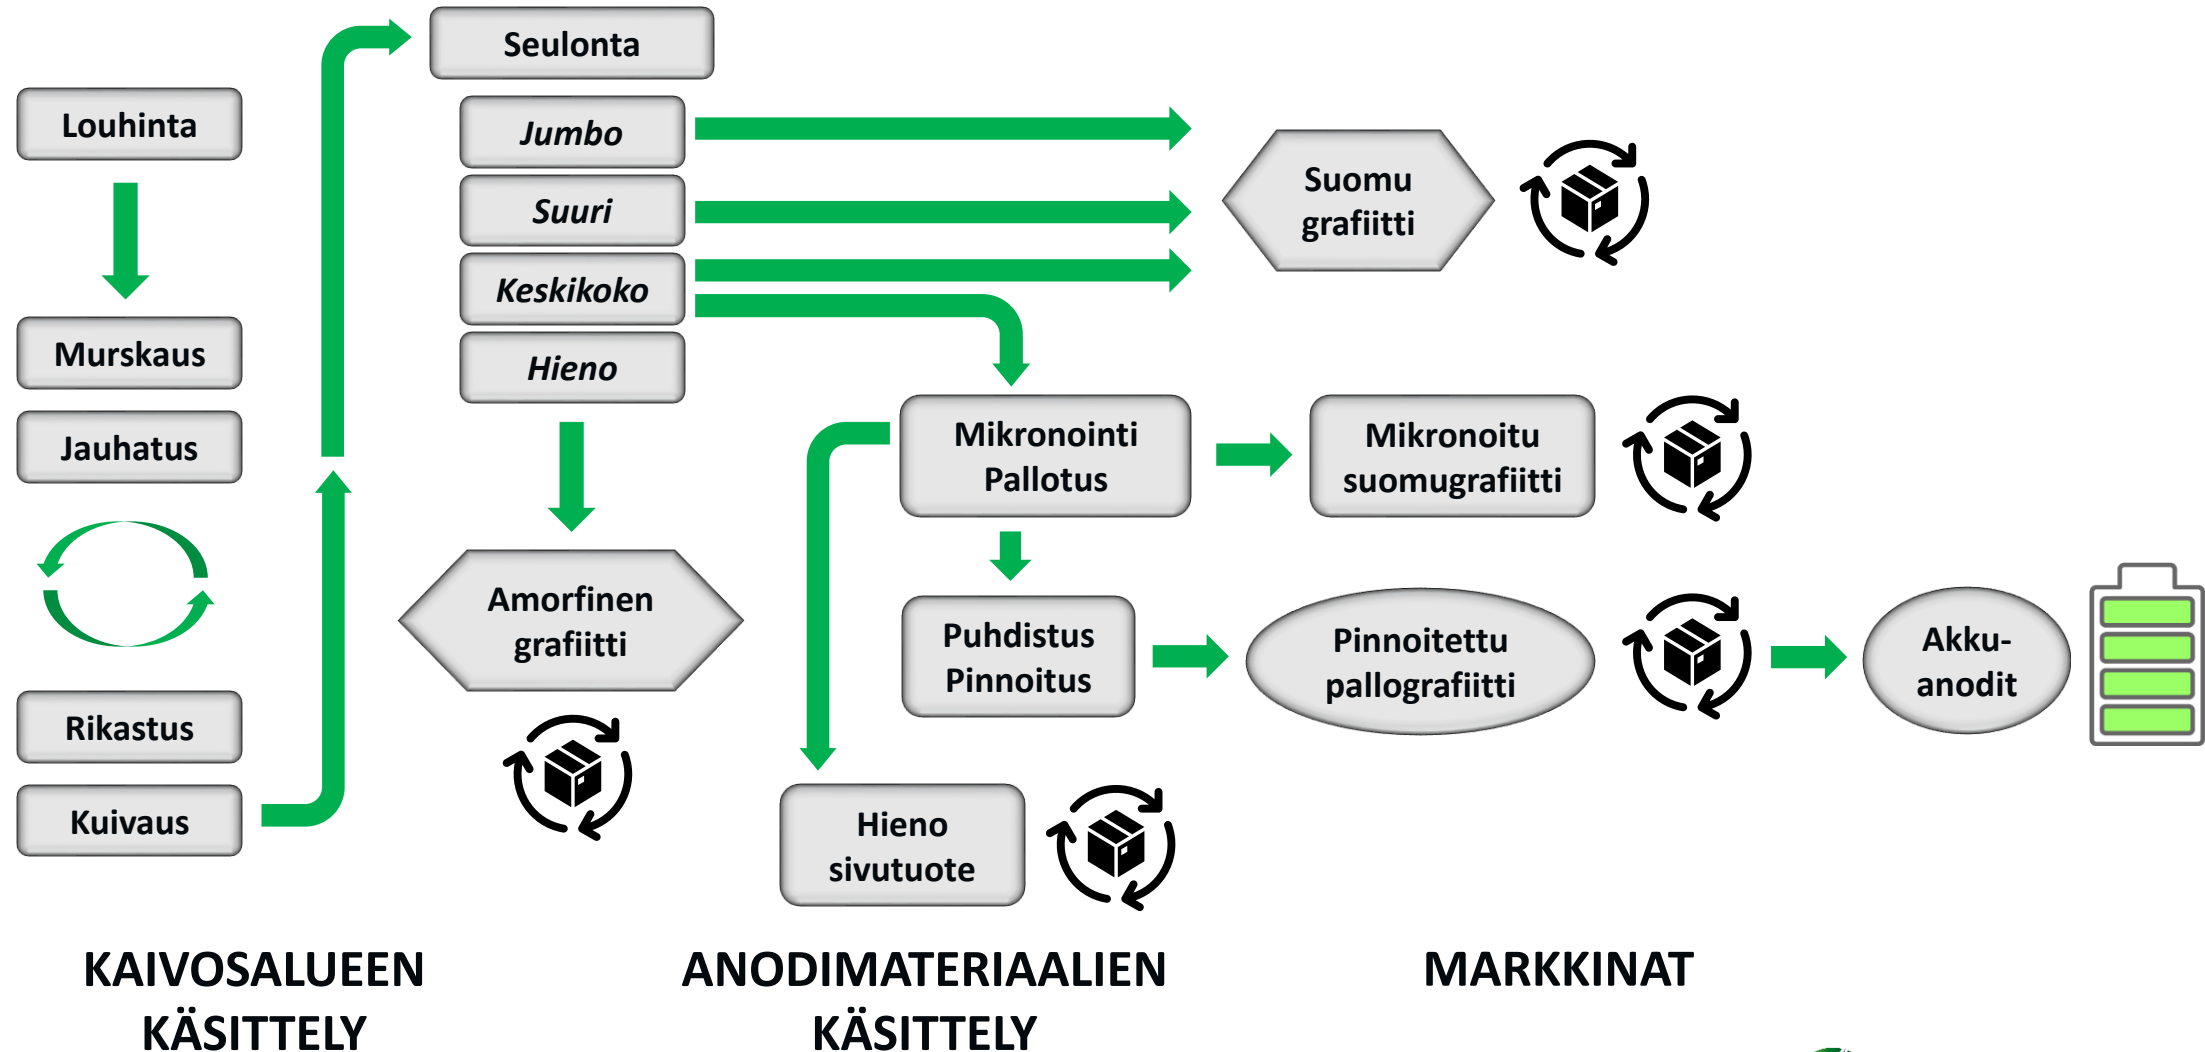 Louhinta
Murskaus
Jauhatus
Rikastus
Kuivaus
Seulonta
Jumbo
Suuri
Keskikoko
Hieno
Amorfinen
grafiitti
Suomu
grafiitti
Mikronointi
Pallotus
Mikronoitu
suomugrafiitti
Puhdistus
Pinnoitus
Pinnoitettu
pallografiitti
Akku-
anodit
Hieno
sivutuote
KAIVOSALUEEN
KÄSITTELY
ANODIMATERIAALIEN
KÄSITTELY
MARKKINAT